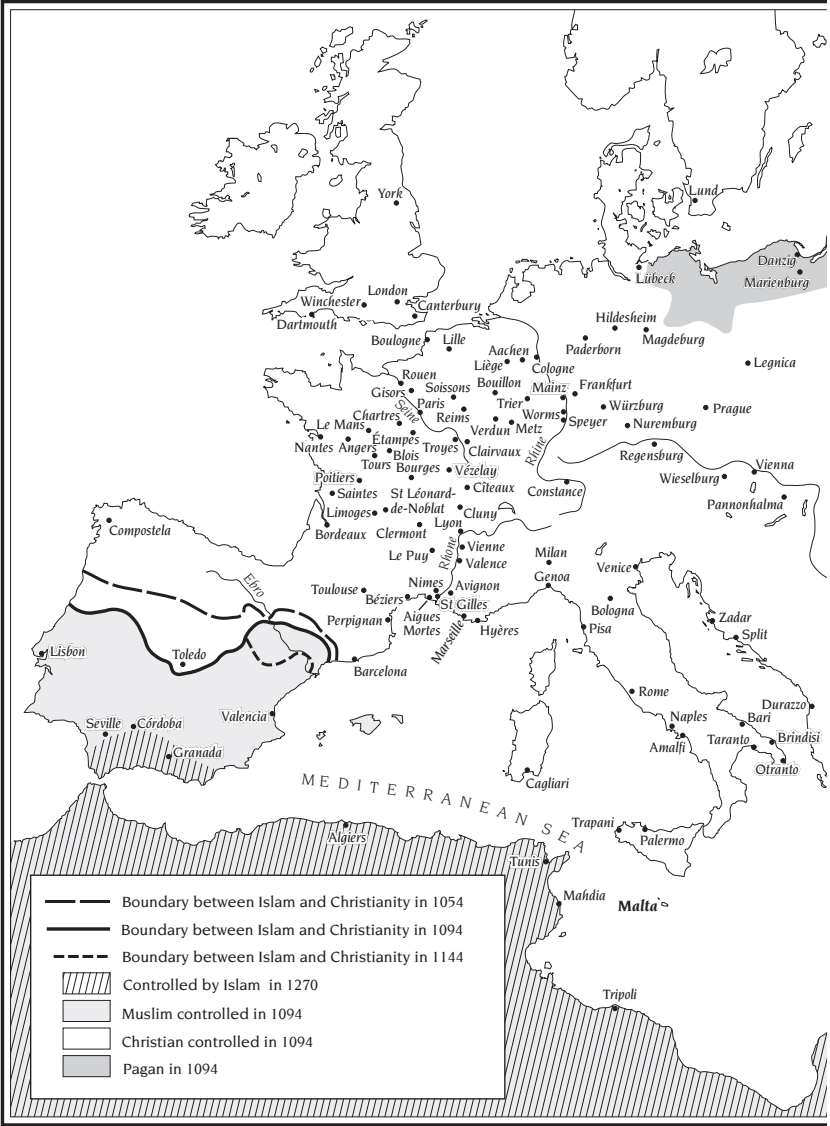 York
Lund
Danzig
Marienburg
Lübeck
London
Winchester
Canterbury
Dartmouth
Hildesheim
Magdeburg
Paderborn
Boulogne
Lille
Aachen
Liège
Cologne
Legnica
Rouen
Gisors
Soissons
Bouillon
Mainz
Frankfurt
Paris
Seine
Reims
Trier
Worms
Speyer
Würzburg
Prague
Nuremburg
Chartres
Le Mans
Étampes
Verdun
Metz
Nantes
Angers
Blois
Tours
Troyes
Clairvaux
Rhine
Regensburg
Vienna
Wieselburg
Pannonhalma
Bourges
Vézelay
Poitiers
Saintes
St Léonard-
de-Noblat
Cîteaux
Constance
Limoges
Cluny
Lyon
Bordeaux
Clermont
Compostela
Le Puy
Rhone
Vienne
Valence
Milan
Genoa
Venice
Ebro
Toulouse
Nimes
Avignon
Béziers
St Gilles
Bologna
Perpignan
Aigues
Mortes
Marseille
Hyères
Pisa
Zadar
Split
Lisbon
Toledo
Barcelona
Rome
Durazzo
Valencia
Naples
Bari
Seville
Córdoba
Amalfi
Taranto
Brindisi
Granada
Otranto
Cagliari
MEDITERRANEAN SEA
Trapani
Palermo
Algiers
Tunis
Mahdia
Malta
Tripoli
Boundary between Islam and Christianity in 1054
Boundary between Islam and Christianity in 1094
Boundary between Islam and Christianity in 1144
Controlled by Islam in 1270
Muslim controlled in 1094
Christian controlled in 1094
Pagan in 1094